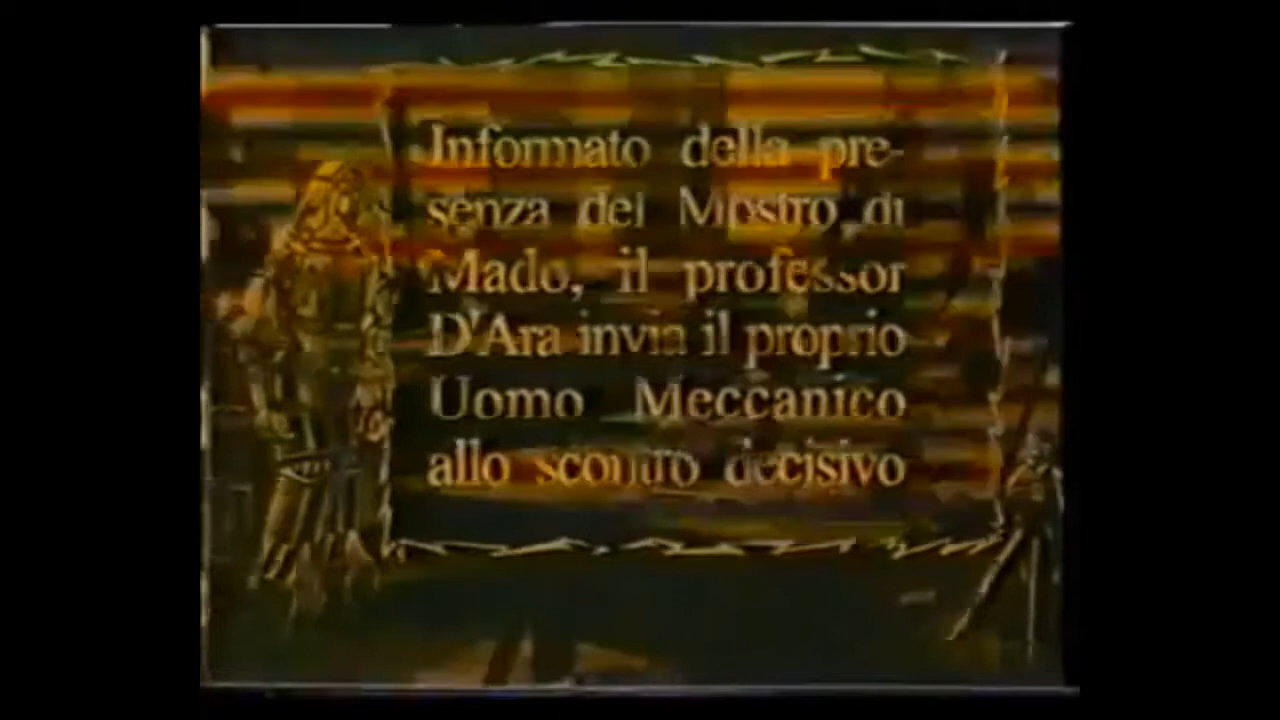 Informato della pre-
senza del Mostro di
Mado, il professor
D'Ara invia il proprio
Uomo Meccanico
allo scontro decisivo